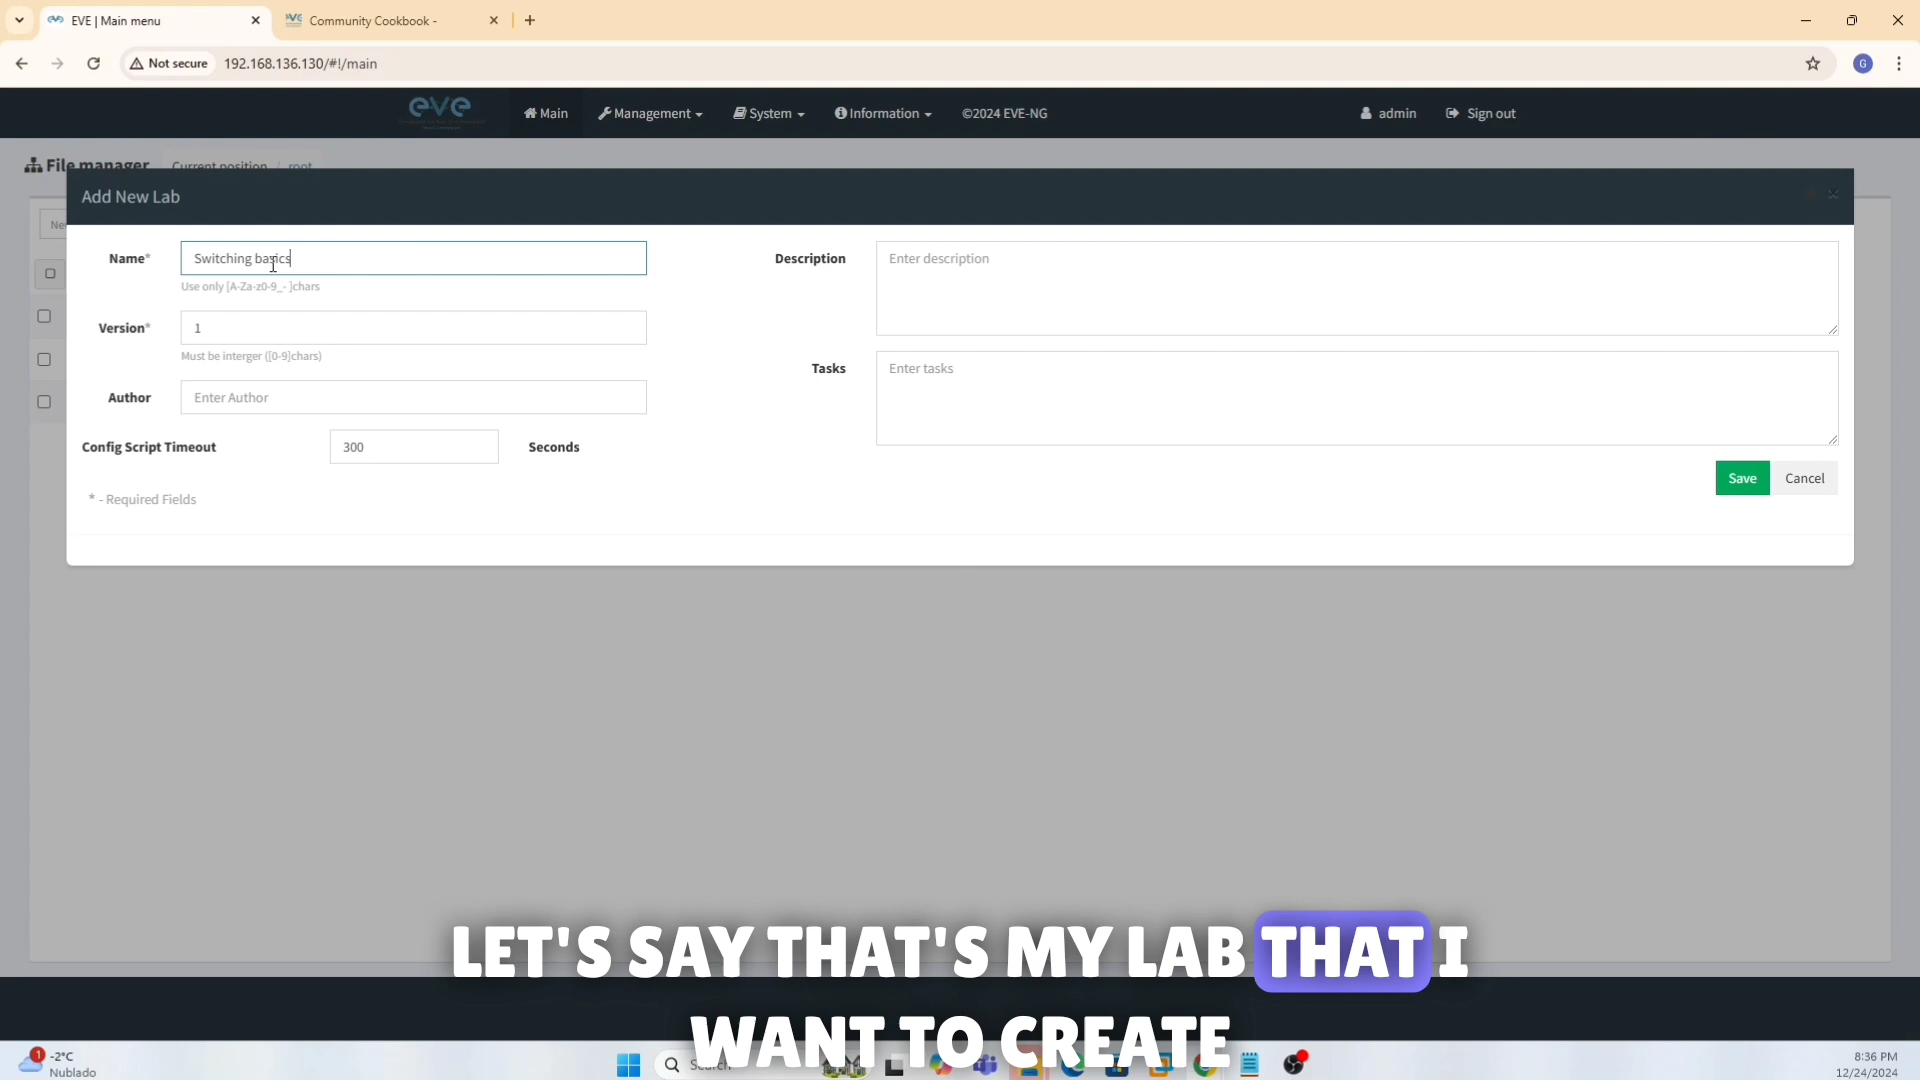 EVE | Main menu
Community Cookbook -
Not secure
192.168.136.130/#!/main
G
eve
Main
Management
System
Information
©2024 EVE-NG
admin
Sign out
File manager
Current position / root
Add New Lab
Name*
Switching basics
Use only [A-Za-z0-9_- ]chars
Version*
1
Must be interger ([0-9]chars)
Author
Enter Author
Config Script Timeout
300
Seconds
* - Required Fields
Description
Enter description
Tasks
Enter tasks
Save
Cancel
LET'S SAY THAT'S MY LAB THAT I
WANT TO CREATE
1
-2°C
Nublado
Search
8:36 PM
12/24/2024